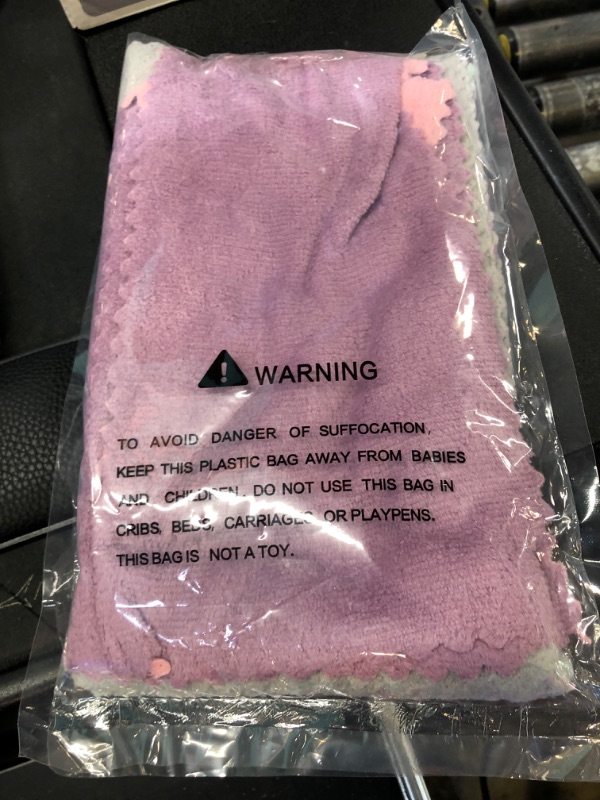 WARNING
TO AVOID DANGER OF SUFFOCATION,
KEEP THIS PLASTIC BAG AWAY FROM BABIES
AND CHILDREN. DO NOT USE THIS BAG IN
CRIBS, BEDS, CARRIAGES OR PLAYPENS.
THIS BAG IS NOT A TOY.